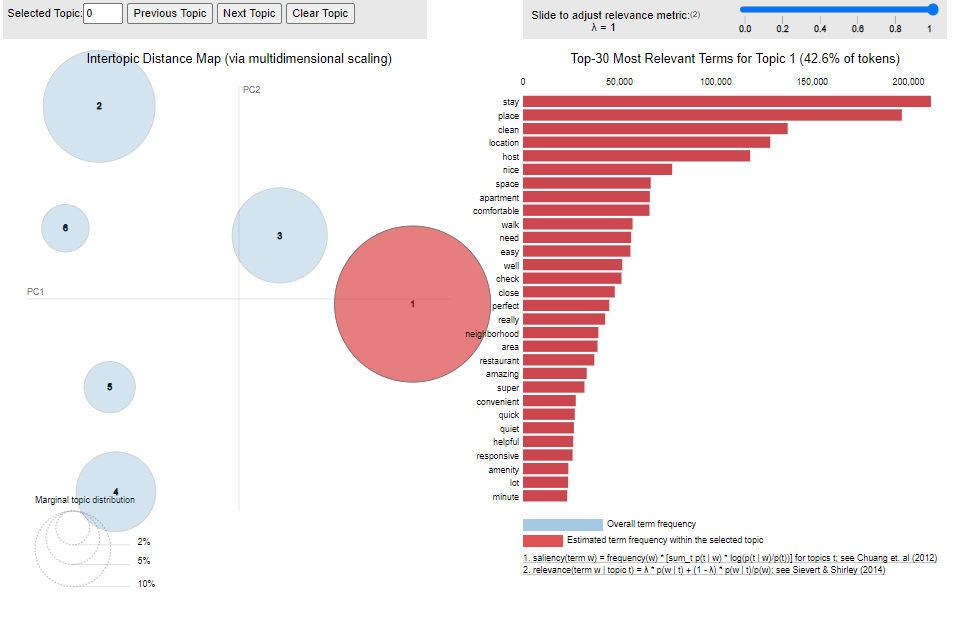 Selected Topic: 0 Previous Topic Next Topic Clear Topic
Slide to adjust relevance metric:(2)
λ = 1
0.0 0.2 0.4 0.6 0.8 1
Intertopic Distance Map (via multidimensional scaling)
PC2
PC1
2
6
3
1
5
4
Marginal topic distribution
2%
5%
10%
Top-30 Most Relevant Terms for Topic 1 (42.6% of tokens)
0 50,000 100,000 150,000 200,000
stay
place
clean
location
host
nice
space
apartment
comfortable
walk
need
easy
well
check
close
perfect
really
neighborhood
area
restaurant
amazing
super
convenient
quick
quiet
helpful
responsive
amenity
lot
minute
Overall term frequency
Estimated term frequency within the selected topic
1. saliency(term w) = frequency(w) * [sum_t p(t | w) * log(p(t | w)/p(t))] for topics t; see Chuang et. al (2012)
2. relevance(term w | topic t) = λ * p(w | t) + (1 - λ) * p(w | t)/p(w); see Sievert & Shirley (2014)